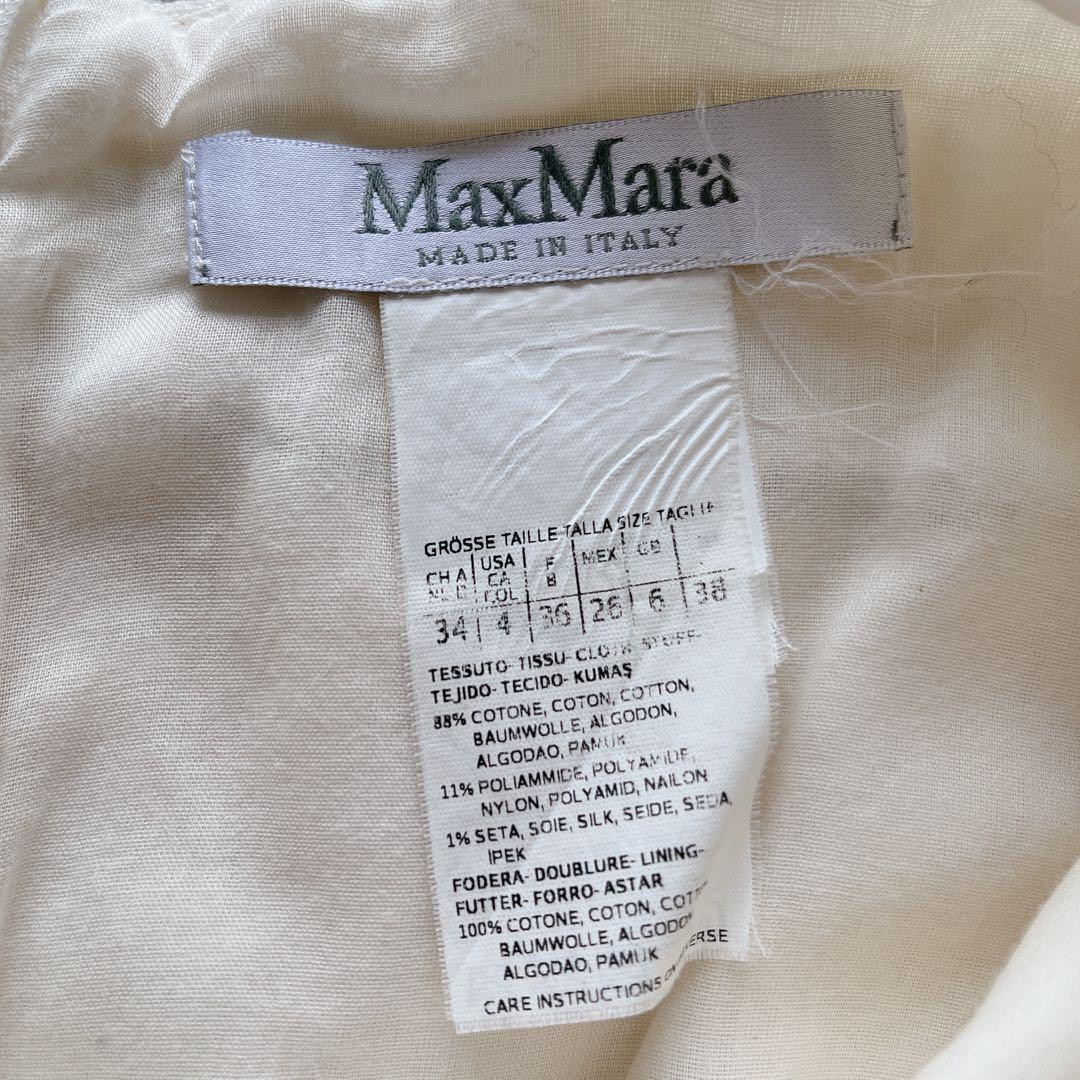 MaxMara
MADE IN ITALY
GRÖSSE TAILLE TALLA SIZE TAGLIA
CH A USA F MEX GB
CA B
COL
34 4 36 26 6 38
TESSUTO- TISSU- CLOTH STUFF-
TEJIDO- TECIDO- KUMAŞ
88% COTONE, COTON, COTTON,
BAUMWOLLE, ALGODON,
ALGODAO, PAMUK
11% POLIAMMIDE, POLYAMIDE,
NYLON, POLYAMID, NAILON
1% SETA, SOIE, SILK, SEIDE, SEDA,
IPEK
FODERA- DOUBLURE- LINING-
FUTTER- FORRO- ASTAR
100% COTONE, COTON,
BAUMWOLLE,
ALGODAO, PAMUK
CARE INSTRUCTIONS